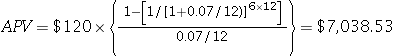 APV = $120 × { 1–[1/[1+0.07/12)]^{6×12}] / 0.07/12 } = $7,038.53